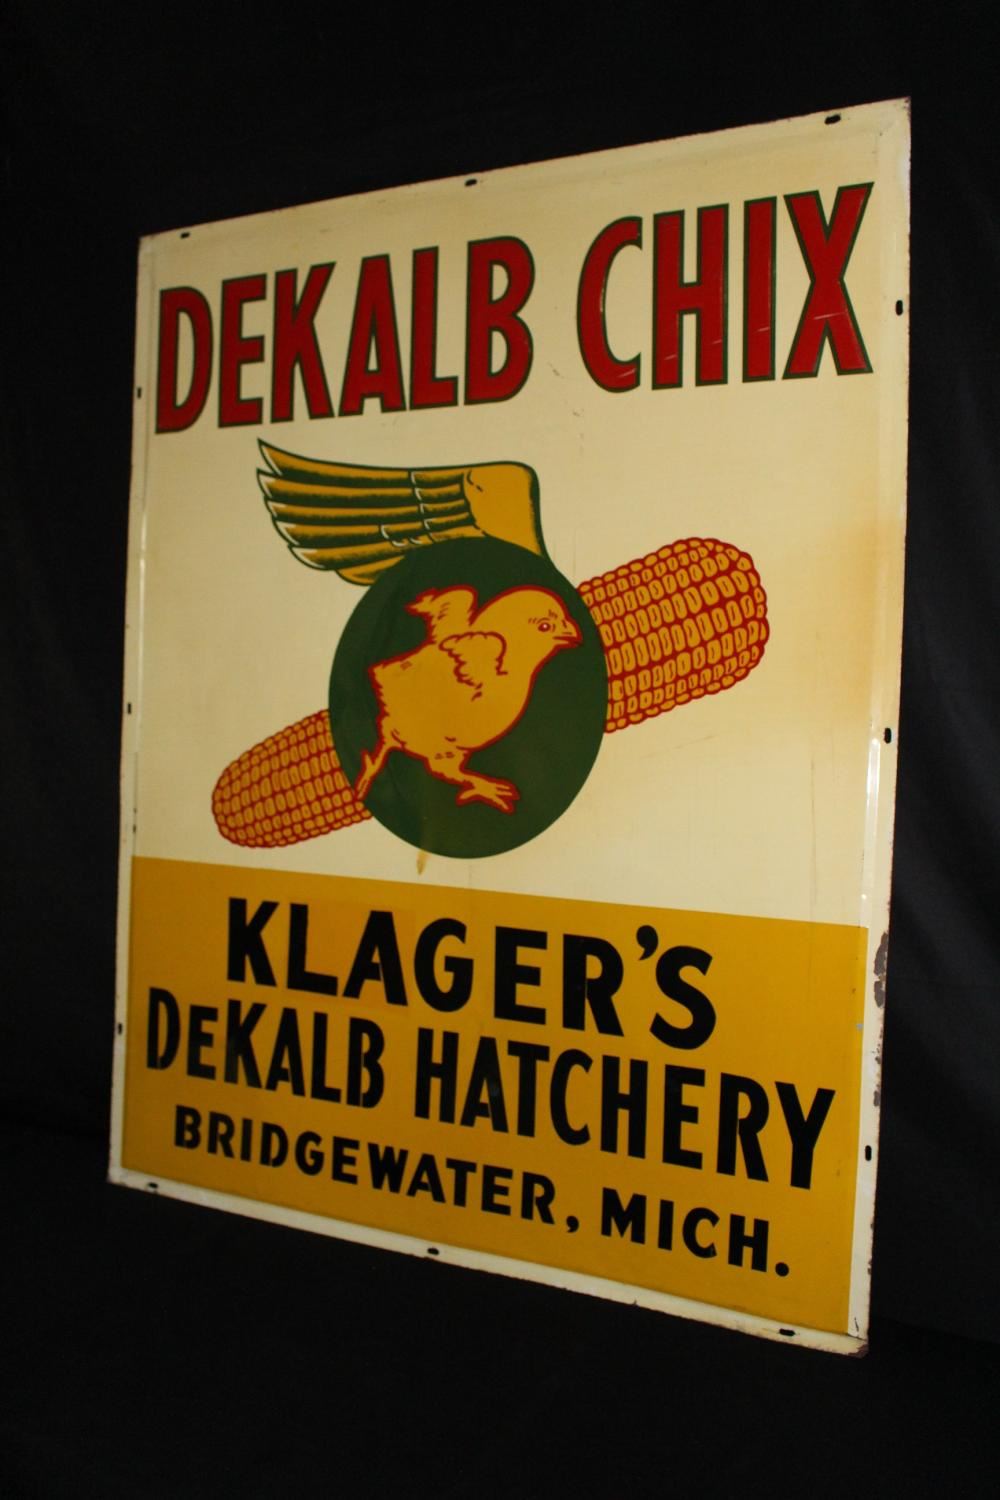 DEKALB CHIX
KLAGER'S
DEKALB HATCHERY
BRIDGEWATER, MICH.